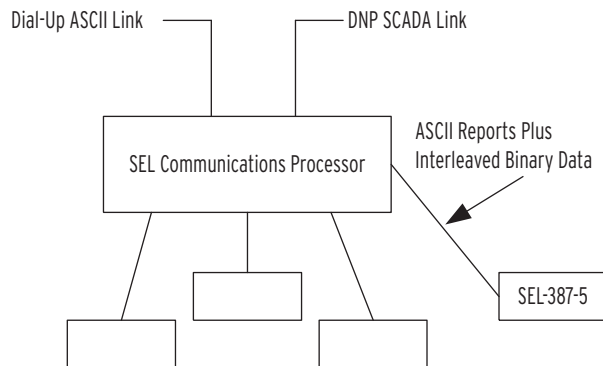 Dial-Up ASCII Link
DNP SCADA Link
SEL Communications Processor
ASCII Reports Plus
Interleaved Binary Data
SEL-387-5